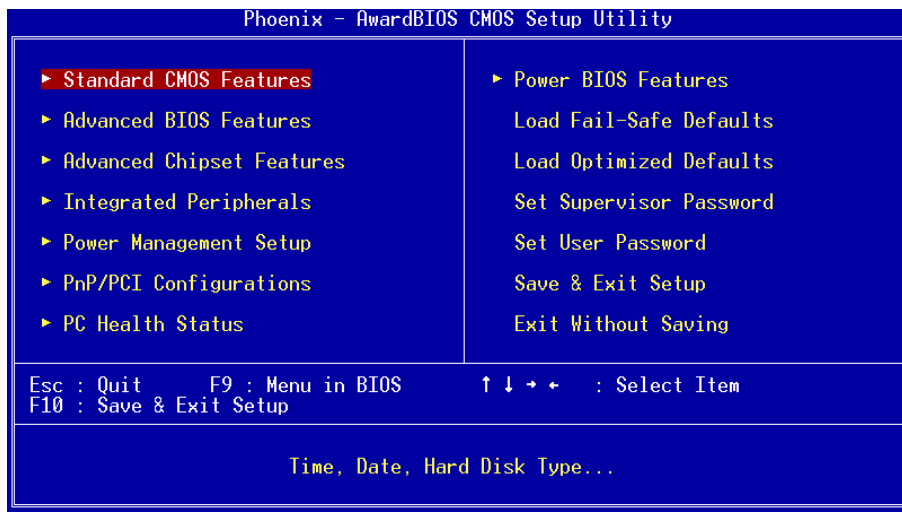 Phoenix - AwardBIOS CMOS Setup Utility
► Standard CMOS Features
► Advanced BIOS Features
► Advanced Chipset Features
► Integrated Peripherals
► Power Management Setup
► PnP/PCI Configurations
► PC Health Status
► Power BIOS Features
Load Fail-Safe Defaults
Load Optimized Defaults
Set Supervisor Password
Set User Password
Save & Exit Setup
Exit Without Saving
Esc : Quit F9 : Menu in BIOS ↑ ↓ → ← : Select Item
F10 : Save & Exit Setup
Time, Date, Hard Disk Type...